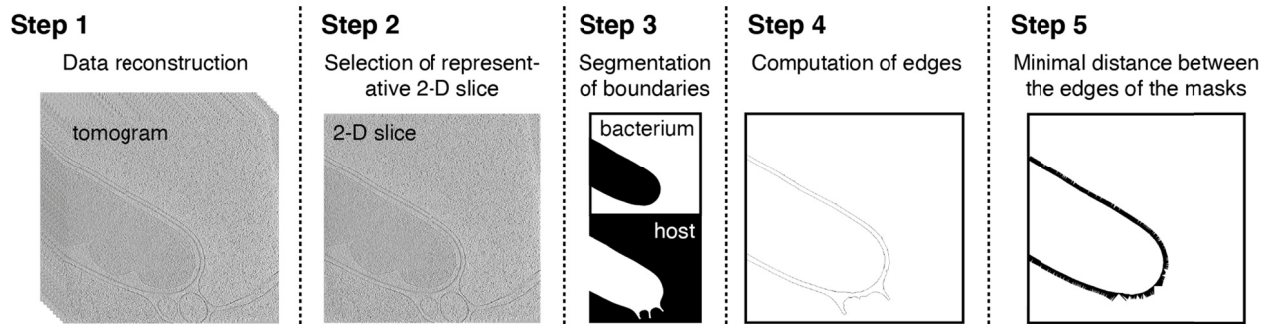 Step 1
Data reconstruction
tomogram
Step 2
Selection of represent-
ative 2-D slice
2-D slice
Step 3
Segmentation
of boundaries
bacterium
host
Step 4
Computation of edges
Step 5
Minimal distance between
the edges of the masks